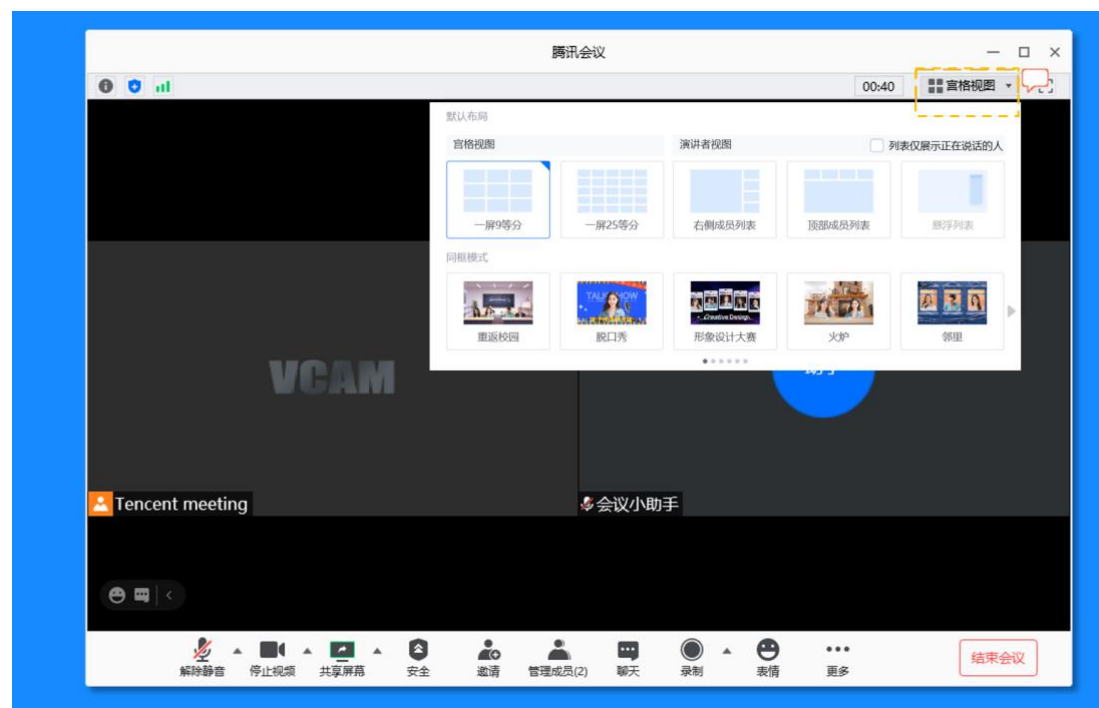 腾讯会议
00:40 宫格视图
默认布局
宫格视图 演讲者视图 列表仅展示正在说话的人
一屏9等分 一屏25等分 右侧成员列表 顶部成员列表 悬浮列表
同框模式
TALK SHOW
Creative Design
重返校园 脱口秀 形象设计大赛 火炉 邻里
VCAM
Tencent meeting 会议小助手
解除静音 停止视频 共享屏幕 安全 邀请 管理成员(2) 聊天 录制 表情 更多 结束会议